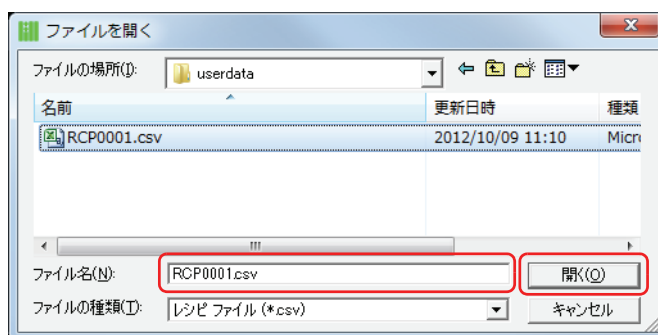 ファイルを開く
ファイルの場所(I): userdata
名前 更新日時 種類
RCP0001.csv 2012/10/09 11:10 Micr
ファイル名(N): RCP0001.csv 開く(O)
ファイルの種類(T): レシピ ファイル (*.csv) キャンセル